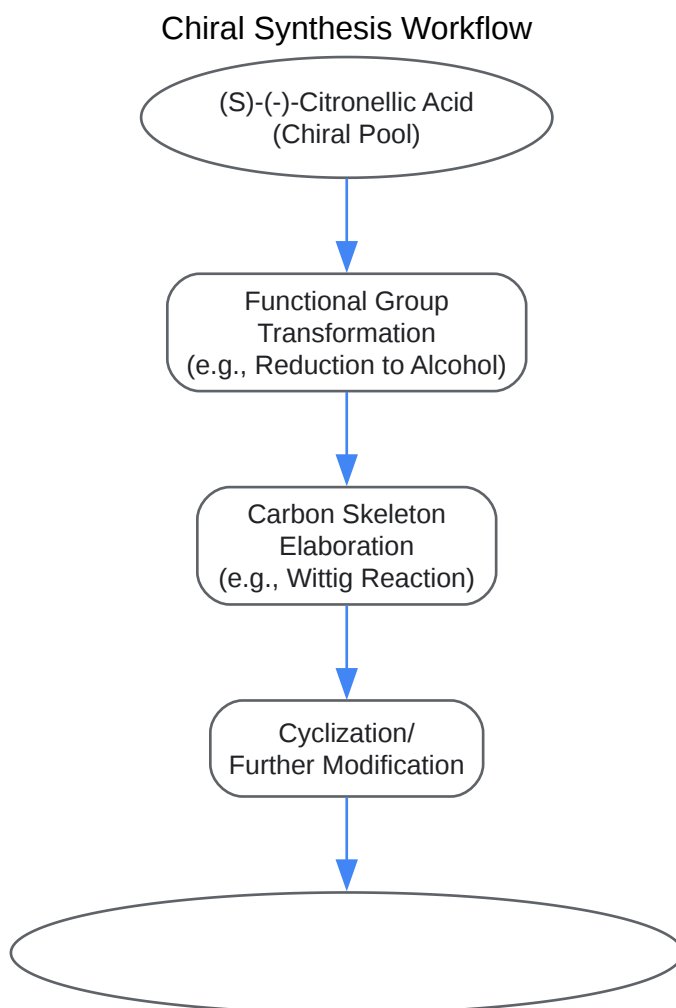 Chiral Synthesis Workflow
(S)-(-)-Citronellic Acid
(Chiral Pool)
Functional Group
Transformation
(e.g., Reduction to Alcohol)
Carbon Skeleton
Elaboration
(e.g., Wittig Reaction)
Cyclization/
Further Modification